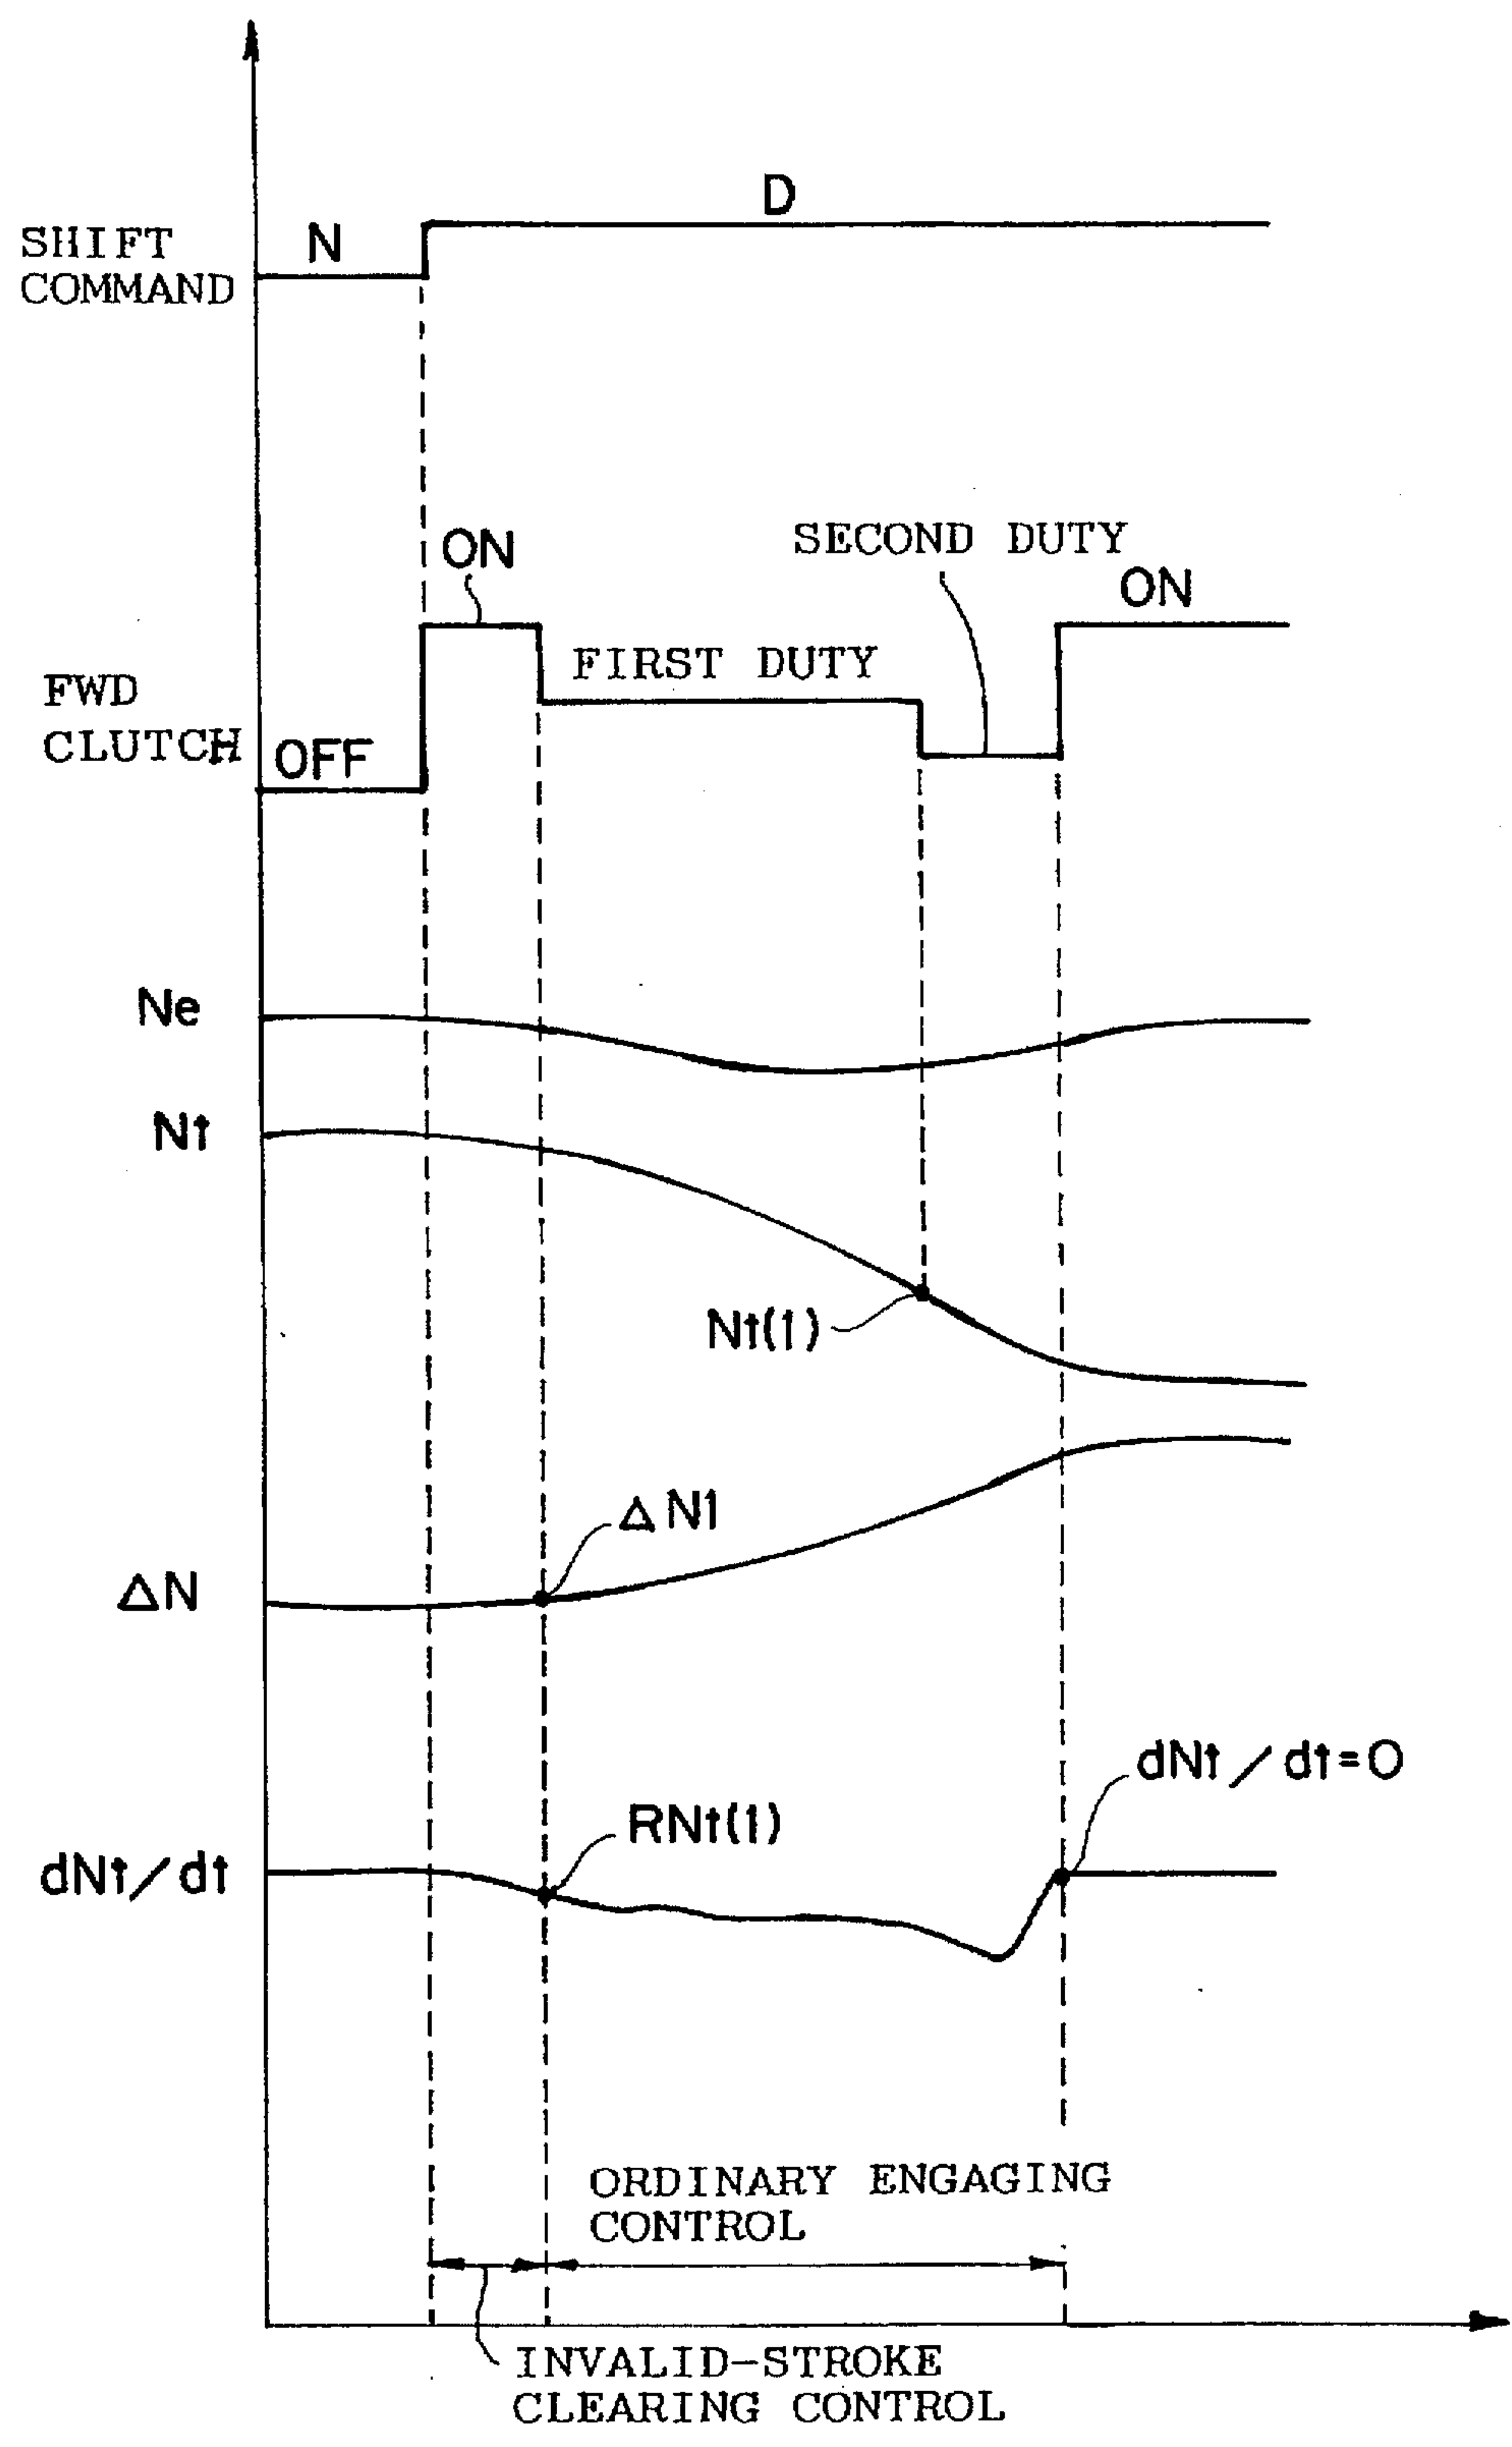 D
N
SHIFT
COMMAND
ON
SECOND DUTY
ON
FIRST DUTY
FWD
CLUTCH
OFF
Ne
Nt
Nt(1)
ΔN1
ΔN
dNt/dt=0
RNt(1)
dNt/dt
ORDINARY ENGAGING
CONTROL
INVALID-STROKE
CLEARING CONTROL